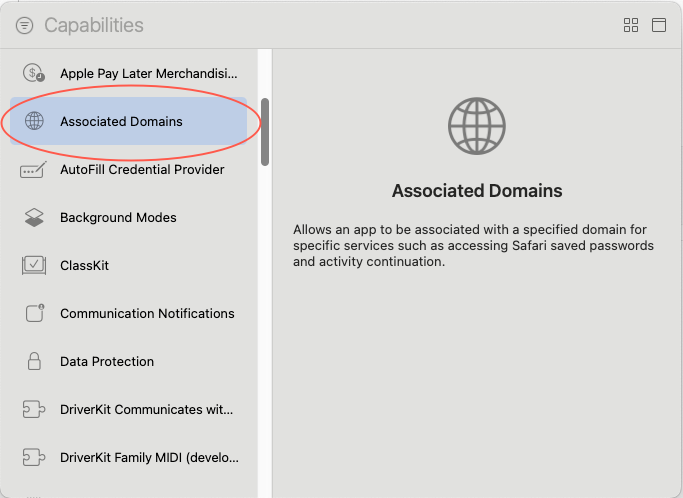 Capabilities
Apple Pay Later Merchandisi...
Associated Domains
AutoFill Credential Provider
Background Modes
ClassKit
Communication Notifications
Data Protection
DriverKit Communicates wit...
DriverKit Family MIDI (develo...
Associated Domains
Allows an app to be associated with a specified domain for
specific services such as accessing Safari saved passwords
and activity continuation.